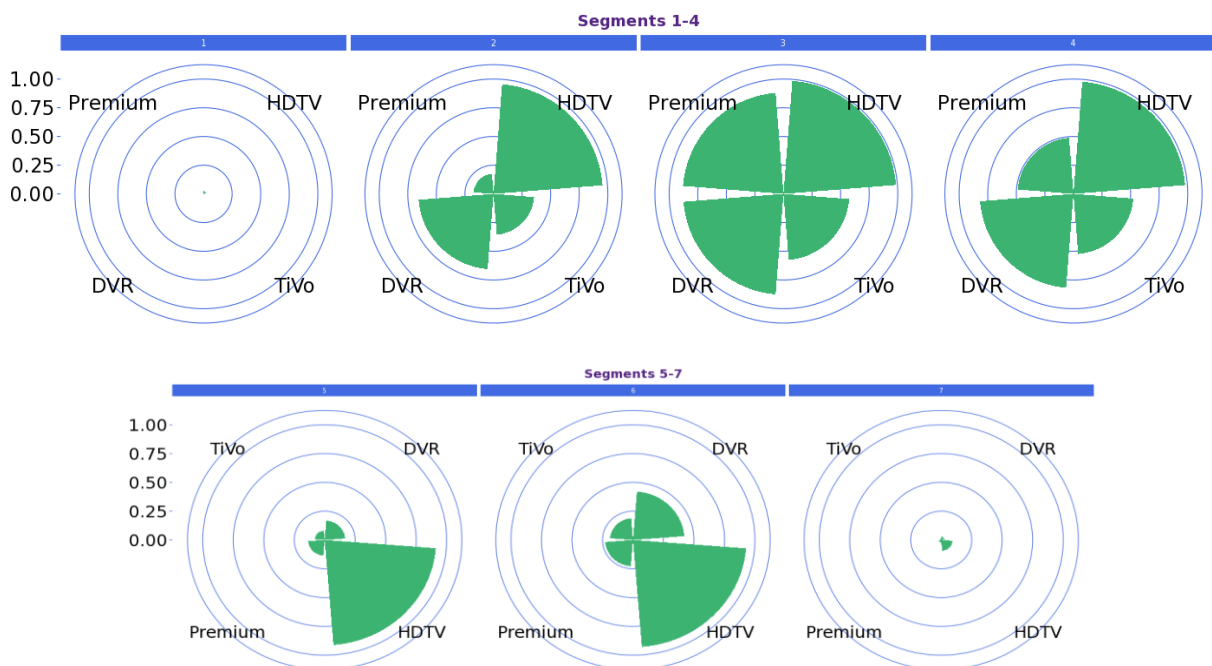 Segments 1-4
1 2 3 4
1.00
0.75
0.50
0.25
0.00
Premium HDTV Premium HDTV Premium HDTV Premium HDTV
DVR TiVo DVR TiVo DVR TiVo DVR TiVo
Segments 5-7
5 6 7
1.00
0.75
0.50
0.25
0.00
TiVo DVR TiVo DVR TiVo DVR
Premium HDTV Premium HDTV Premium HDTV